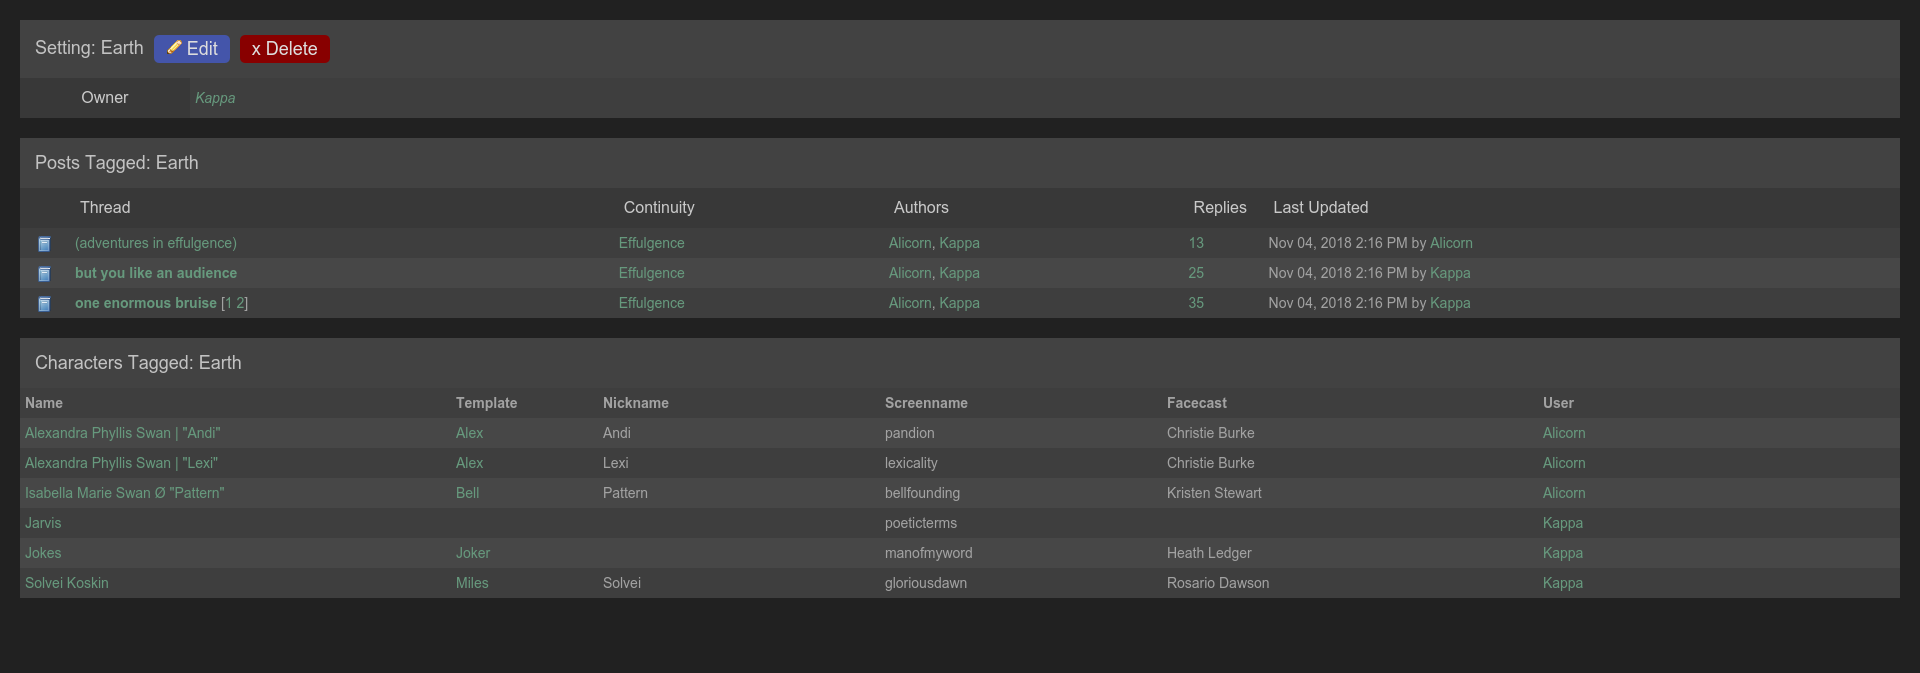 Setting: Earth Edit x Delete
Owner Kappa
Posts Tagged: Earth
Thread Continuity Authors Replies Last Updated
(adventures in effulgence) Effulgence Alicorn, Kappa 13 Nov 04, 2018 2:16 PM by Alicorn
but you like an audience Effulgence Alicorn, Kappa 25 Nov 04, 2018 2:16 PM by Kappa
one enormous bruise [1 2] Effulgence Alicorn, Kappa 35 Nov 04, 2018 2:16 PM by Kappa
Characters Tagged: Earth
Name Template Nickname Screenname Facecast User
Alexandra Phyllis Swan | "Andi" Alex Andi pandion Christie Burke Alicorn
Alexandra Phyllis Swan | "Lexi" Alex Lexi lexicality Christie Burke Alicorn
Isabella Marie Swan Ø "Pattern" Bell Pattern bellfounding Kristen Stewart Alicorn
Jarvis poeticterms Kappa
Jokes Joker manofmyword Heath Ledger Kappa
Solvei Koskin Miles Solvei gloriousdawn Rosario Dawson Kappa